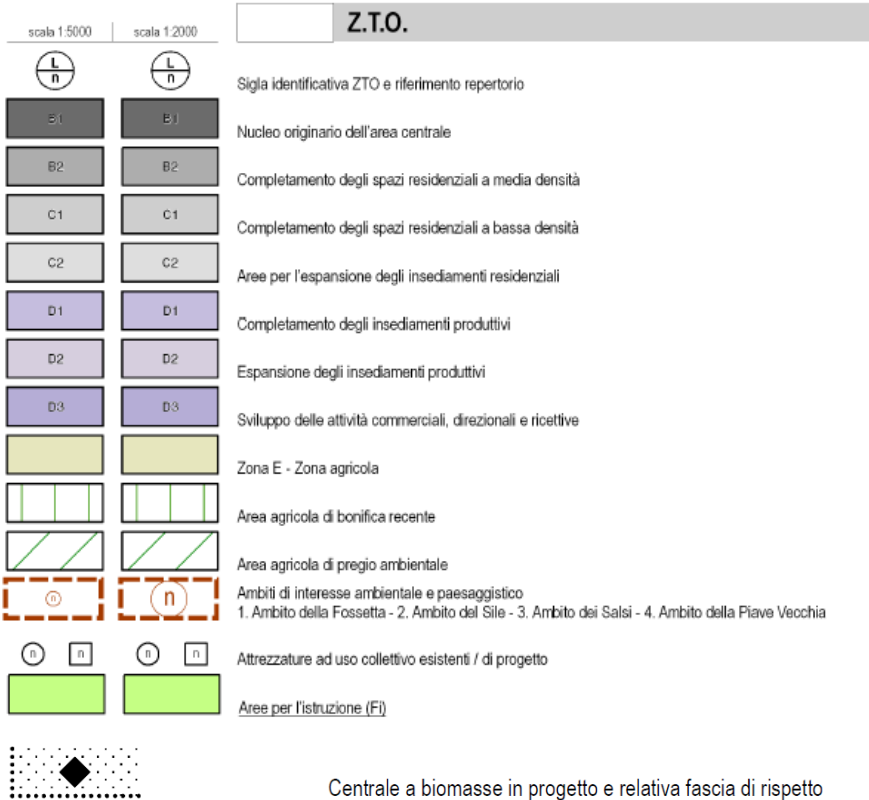 scala 1:5000 scala 1:2000 Z.T.O.
L L
n n
Sigla identificativa ZTO e riferimento repertorio
B1 B1 Nucleo originario dell'area centrale
B2 B2 Completamento degli spazi residenziali a media densità
C1 C1 Completamento degli spazi residenziali a bassa densità
C2 C2 Aree per l'espansione degli insediamenti residenziali
D1 D1 Completamento degli insediamenti produttivi
D2 D2 Espansione degli insediamenti produttivi
D3 D3 Sviluppo delle attività commerciali, direzionali e ricettive
Zona E - Zona agricola
Area agricola di bonifica recente
Area agricola di pregio ambientale
n n Ambiti di interesse ambientale e paesaggistico
1. Ambito della Fossetta - 2. Ambito del Sile - 3. Ambito dei Salsi - 4. Ambito della Piave Vecchia
n n n n Attrezzature ad uso collettivo esistenti / di progetto
Aree per l'istruzione (Fi)
Centrale a biomasse in progetto e relativa fascia di rispetto